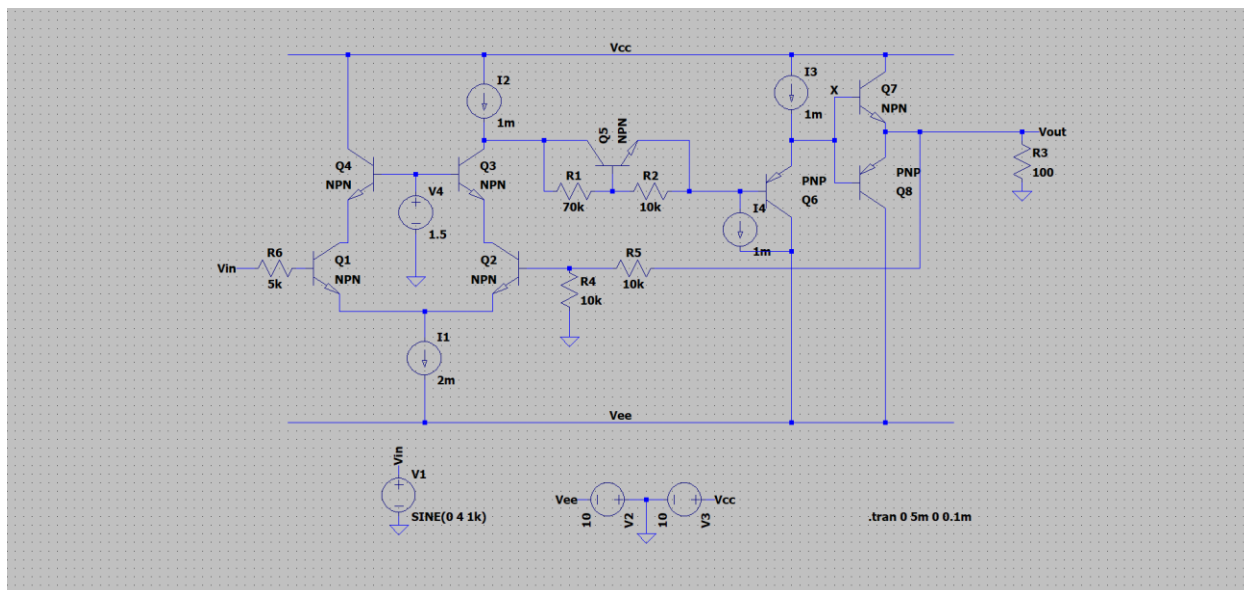 Vcc
I2
1m
I3
1m
X
Q7
NPN
Q5
NPN
Q4
NPN
Q3
NPN
V4
1.5
R1
70k
R2
10k
PNP
Q6
I4
1m
PNP
Q8
Vout
R3
100
Vin
R6
5k
Q1
NPN
Q2
NPN
R4
10k
R5
10k
I1
2m
Vee
Vin
V1
SINE(0 4 1k)
Vee
10
V2
10
V3
Vcc
.tran 0 5m 0 0.1m